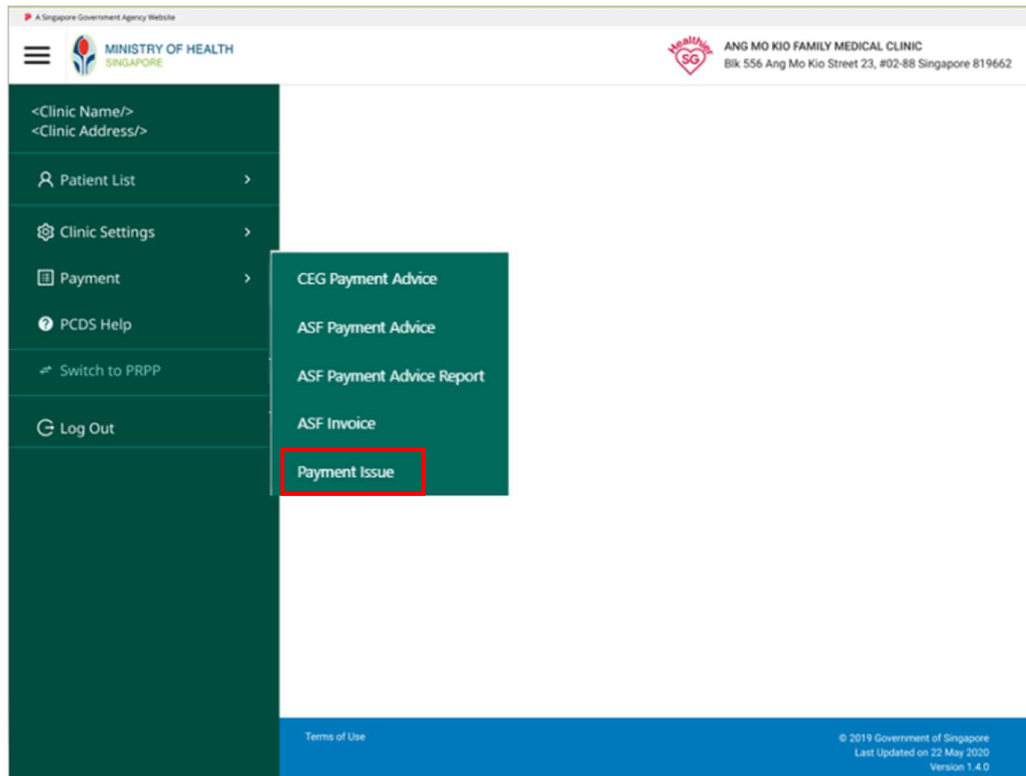 A Singapore Government Agency Website
MINISTRY OF HEALTH
SINGAPORE
Healthier
SG
ANG MO KIO FAMILY MEDICAL CLINIC
Blk 556 Ang Mo Kio Street 23, #02-88 Singapore 819662
<Clinic Name/>
<Clinic Address/>
Patient List
Clinic Settings
Payment
PCDS Help
Switch to PRPP
Log Out
CEG Payment Advice
ASF Payment Advice
ASF Payment Advice Report
ASF Invoice
Payment Issue
Terms of Use
© 2019 Government of Singapore
Last Updated on 22 May 2020
Version 1.4.0